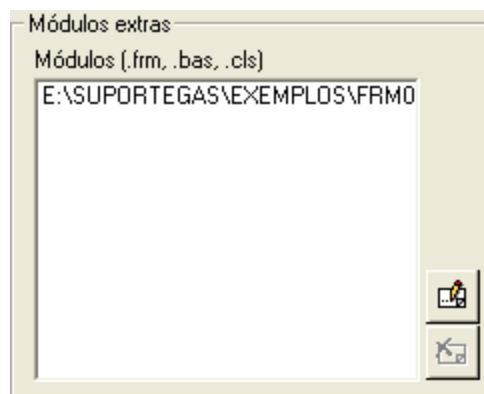 Módulos extras
Módulos (.frm, .bas, .cls)
E:\SUPORTEGAS\EXEMPLOS\FRM0